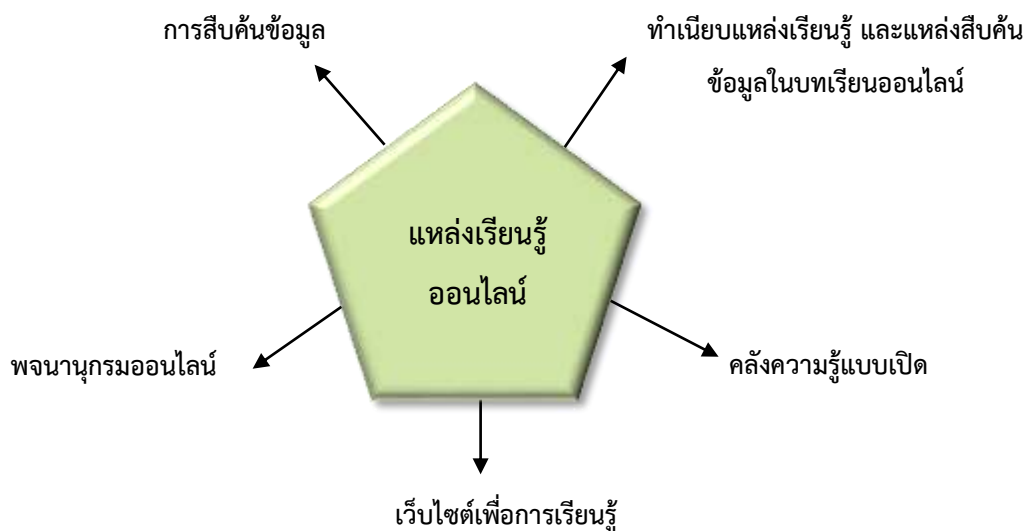 การสืบค้นข้อมูล
ทำเนียบแหล่งเรียนรู้ และแหล่งสืบค้น
ข้อมูลในบทเรียนออนไลน์
แหล่งเรียนรู้
ออนไลน์
พจนานุกรมออนไลน์
คลังความรู้แบบเปิด
เว็บไซต์เพื่อการเรียนรู้